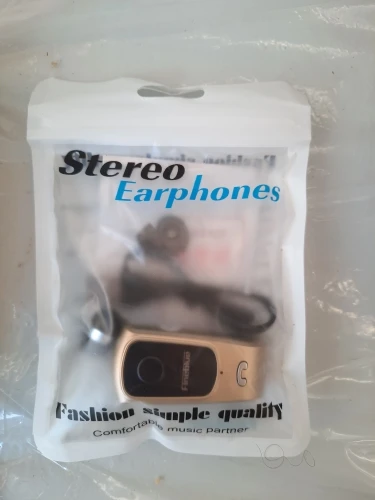 Stereo
Earphones
Fashion simple quality
Comfortable music partner